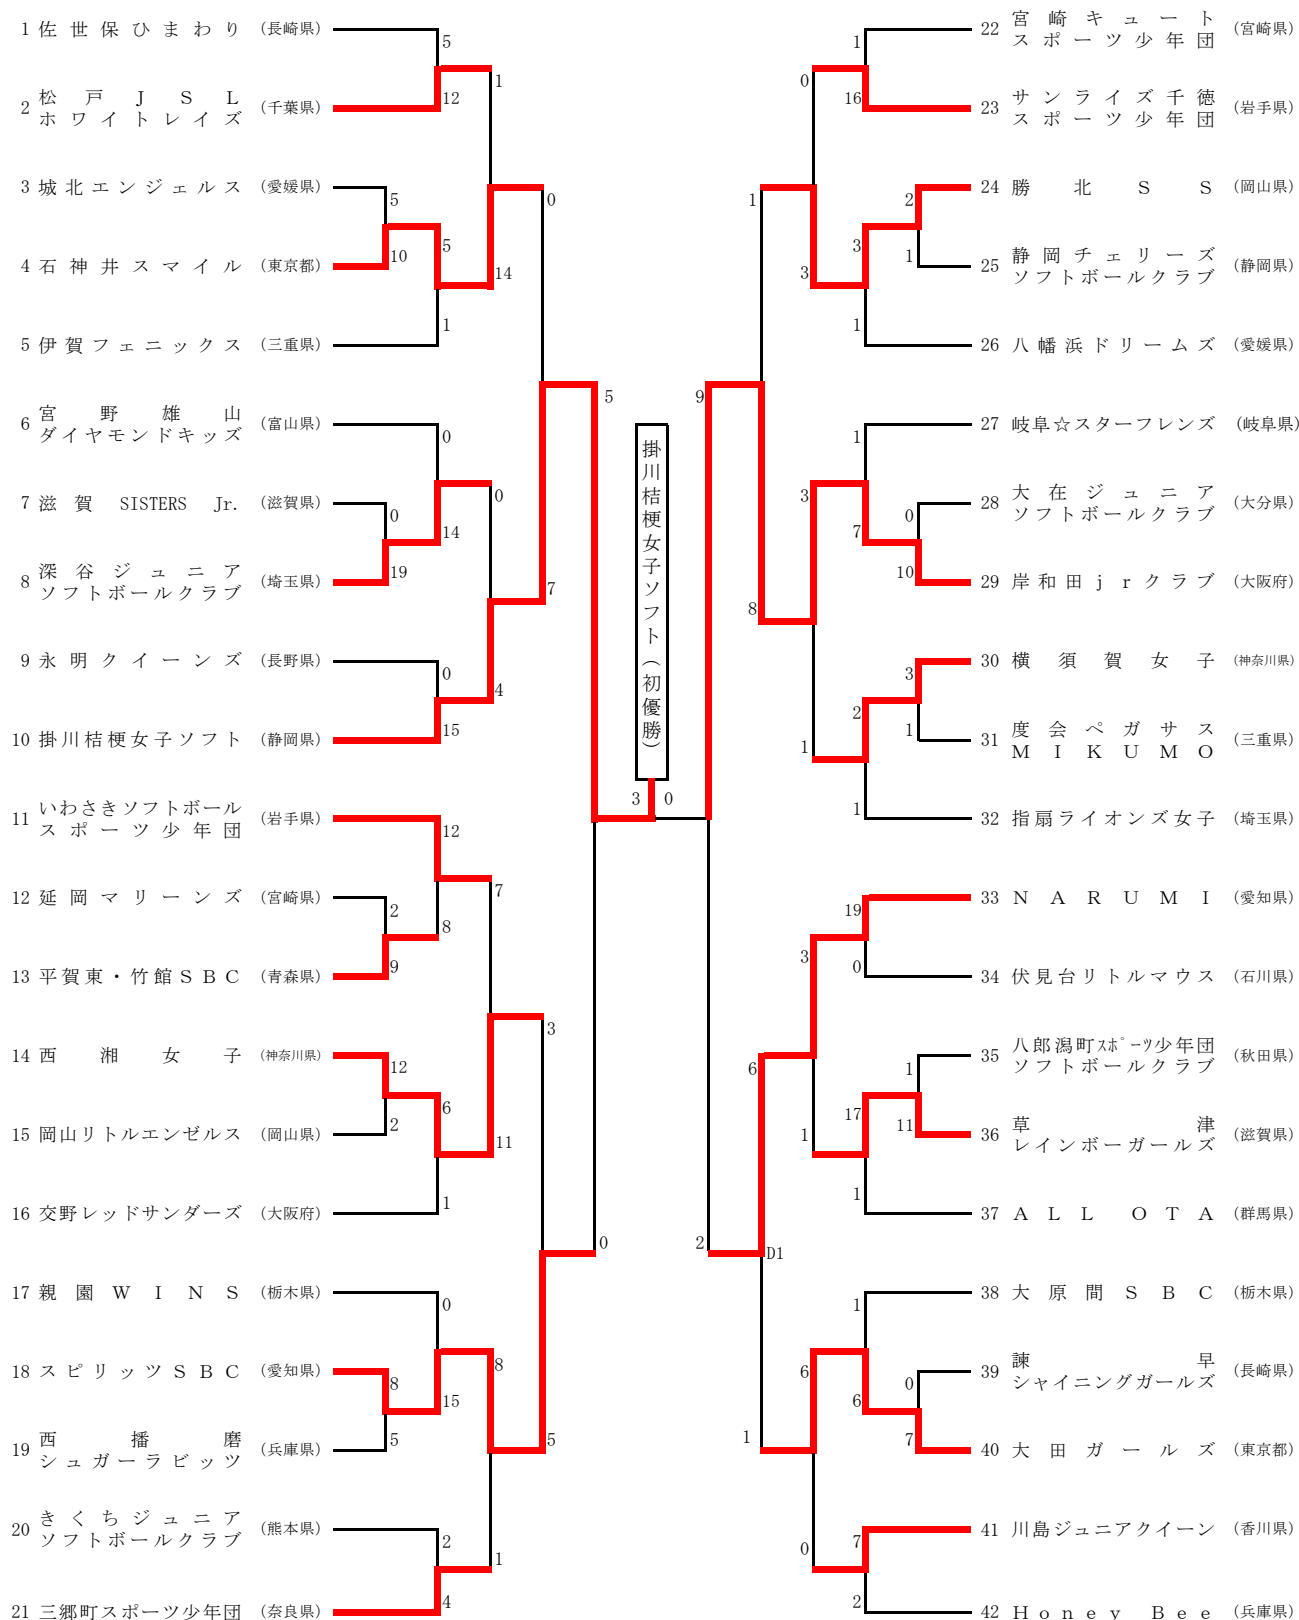 1 佐世保ひまわり (長崎県)
5
12
2 松戸JSL
ホワイトレイズ (千葉県)
1
3 城北エンジェルス (愛媛県)
5
10
4 石神井スマイル (東京都)
5
1
5 伊賀フェニックス (三重県)
14
0
6 宮野雄山
ダイヤモンドキッズ (富山県)
0
7 滋賀 SISTERS Jr. (滋賀県)
0
19
8 深谷ジュニア
ソフトボールクラブ (埼玉県)
14
0
9 永明クイーンズ (長野県)
0
15
10 掛川桔梗女子ソフト (静岡県)
4
7
5
11 いわさきソフトボール
スポーツ少年団 (岩手県)
12
12 延岡マリーンズ (宮崎県)
2
9
13 平賀東・竹館SBC (青森県)
8
7
14 西湘女子 (神奈川県)
12
2
15 岡山リトルエンゼルス (岡山県)
6
1
16 交野レッドサンダーズ (大阪府)
11
3
17 親園WINS (栃木県)
0
18 スピリッツSBC (愛知県)
8
5
19 西播磨
シュガーラビッツ (兵庫県)
15
8
20 きくちジュニア
ソフトボールクラブ (熊本県)
2
4
21 三郷町スポーツ少年団 (奈良県)
1
5
0
掛川桔梗女子ソフト(初優勝)
3 0
22 宮崎キュート
スポーツ少年団 (宮崎県)
1
16
23 サンライズ千徳
スポーツ少年団 (岩手県)
0
24 勝北SS (岡山県)
2
1
25 静岡チェリーズ
ソフトボールクラブ (静岡県)
3
1
26 八幡浜ドリームズ (愛媛県)
3
1
27 岐阜☆スターフレンズ (岐阜県)
1
28 大在ジュニア
ソフトボールクラブ (大分県)
0
10
29 岸和田jrクラブ (大阪府)
7
3
30 横須賀女子 (神奈川県)
3
1
31 度会ペガサス
MIKUMO (三重県)
2
1
32 指扇ライオンズ女子 (埼玉県)
1
8
9
33 NARUMI (愛知県)
19
0
34 伏見台リトルマウス (石川県)
3
35 八郎潟町スポーツ少年団
ソフトボールクラブ (秋田県)
1
11
36 草津
レインボーガールズ (滋賀県)
17
1
37 ALL OTA (群馬県)
1
6
38 大原間SBC (栃木県)
1
39 諫早
シャイニングガールズ (長崎県)
0
7
40 大田ガールズ (東京都)
6
6
41 川島ジュニアクイーン (香川県)
7
2
42 Honey Bee (兵庫県)
0
1
D1
2